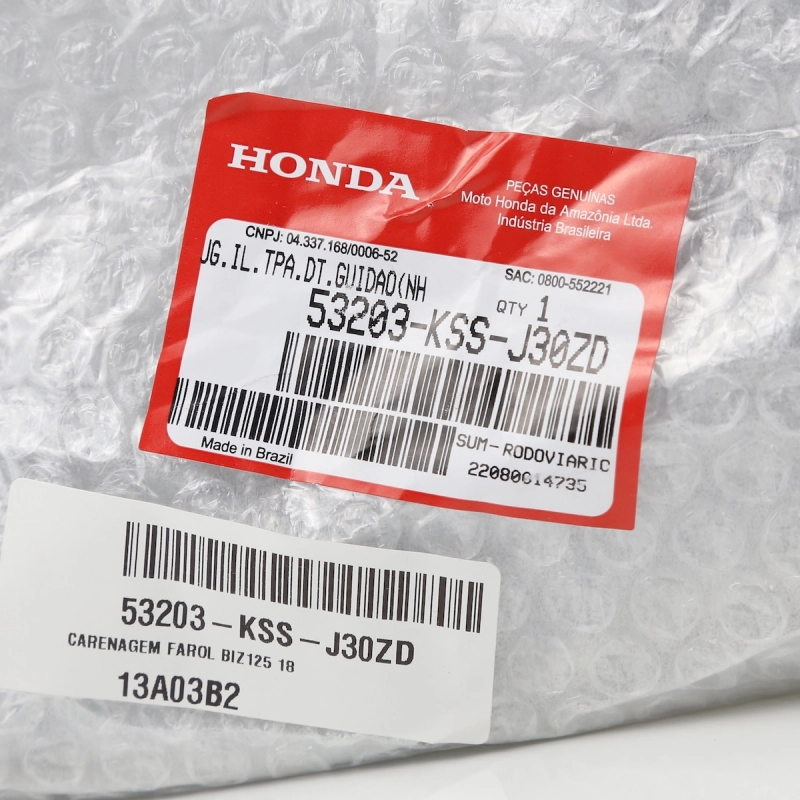 HONDA
PEÇAS GENUÍNAS
Moto Honda da Amazônia Ltda.
Indústria Brasileira
CNPJ: 04.337.168/0006-52
SAC: 0800-552221
JG.IL.TPA.DT.GUIDAO(NH
QTY 1
53203-KSS-J30ZD
Made in Brazil
SUM-RODOVIARIC
22080614735
53203-KSS-J30ZD
CARENAGEM FAROL BIZ125 18
13A03B2